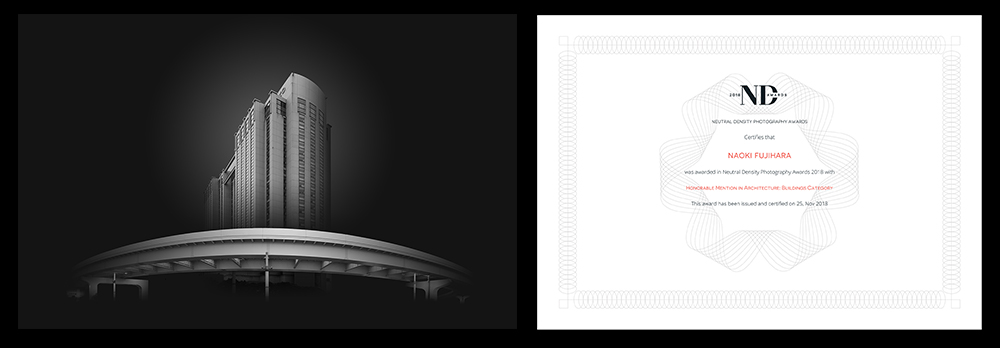 2018 ND AWARDS
NEUTRAL DENSITY PHOTOGRAPHY AWARDS
Certifies that
NAOKI FUJIHARA
was awarded in Neutral Density Photography Awards 2018 with
Honorable Mention in Architecture: Buildings Category
This award has been issued and certified on 25, Nov 2018